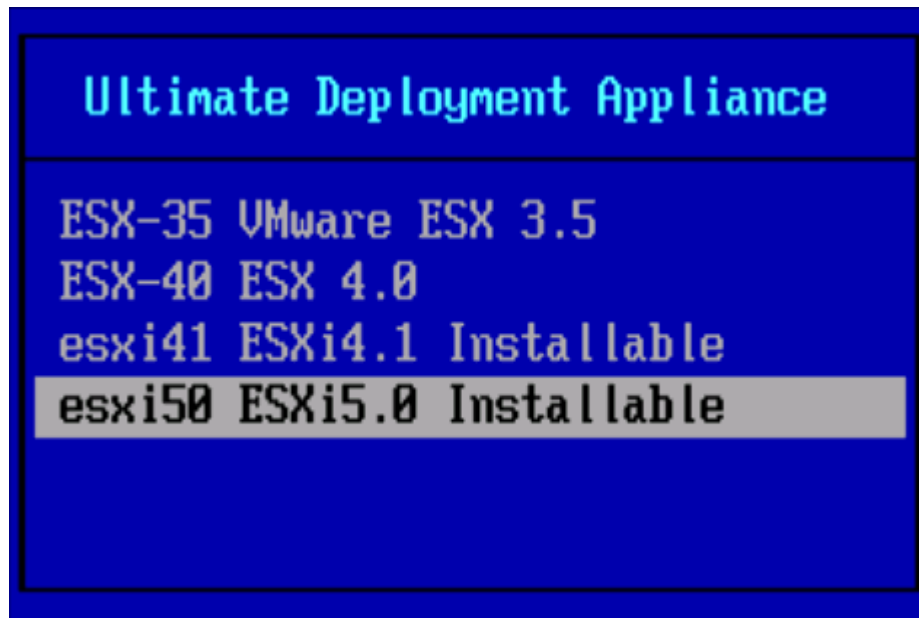 Ultimate Deployment Appliance
ESX-35 VMware ESX 3.5
ESX-40 ESX 4.0
esxi41 ESXi4.1 Installable
esxi50 ESXi5.0 Installable